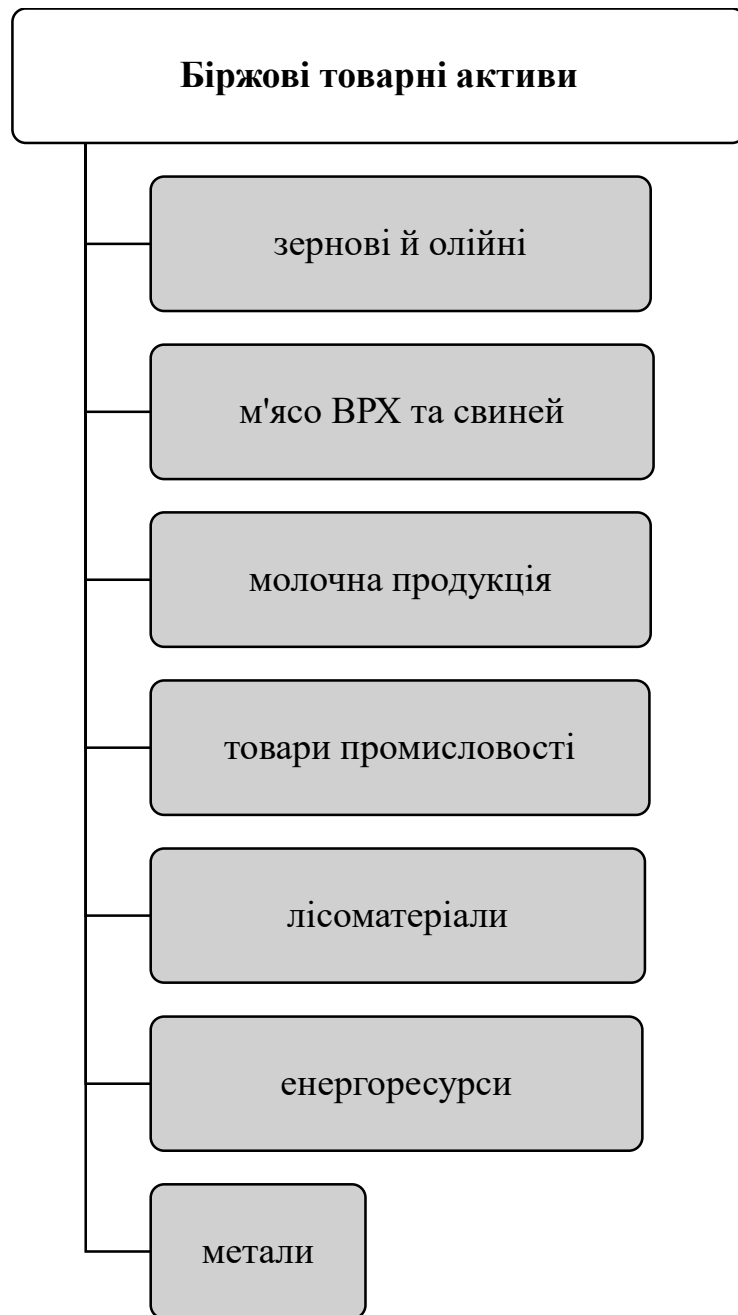 Біржові товарні активи
зернові й олійні
м'ясо ВРХ та свиней
молочна продукція
товари промисловості
лісоматеріали
енергоресурси
метали